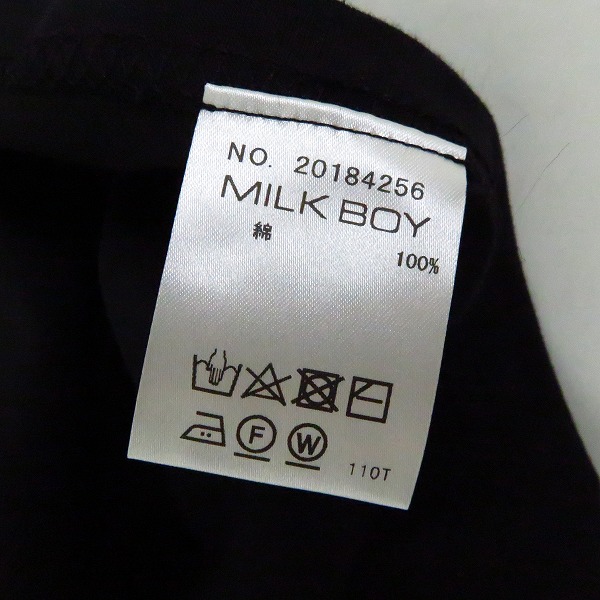 NO. 20184256
MILK BOY
綿 100%
F W
110T